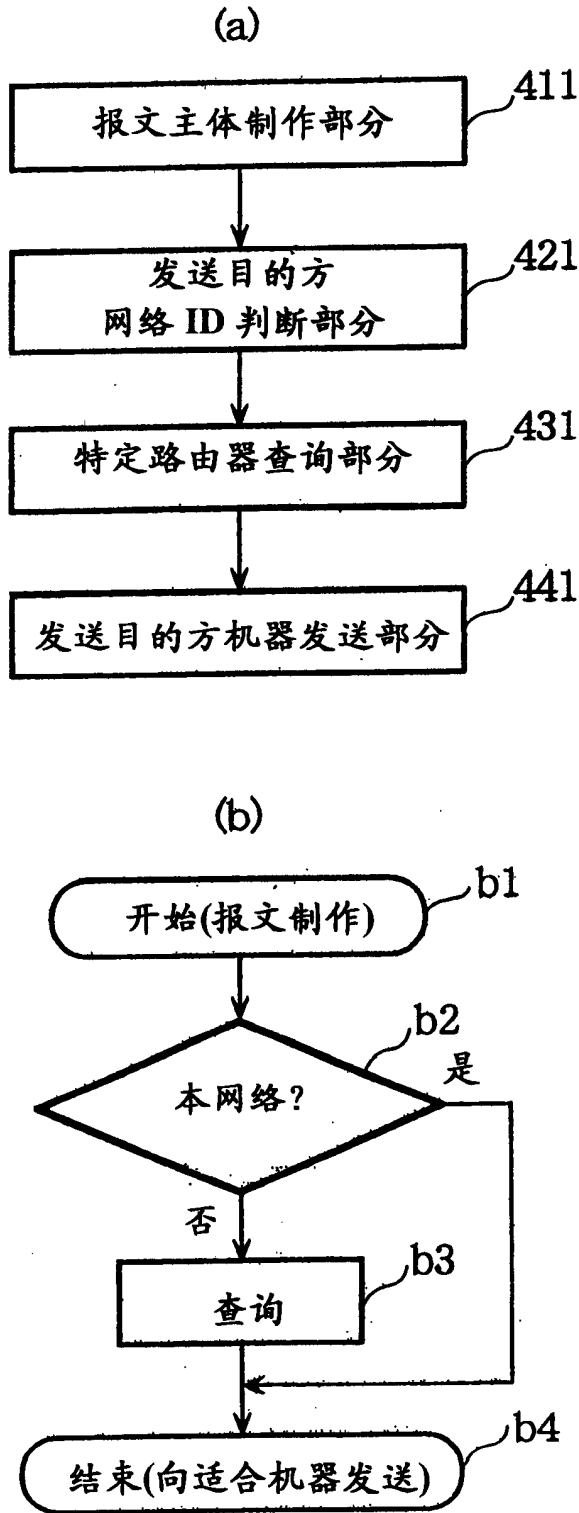 (a)
报文主体制作部分
411
发送目的方
网络 ID 判断部分
421
特定路由器查询部分
431
发送目的方机器发送部分
441
(b)
开始(报文制作)
b1
本网络?
b2
是
否
查询
b3
结束(向适合机器发送)
b4